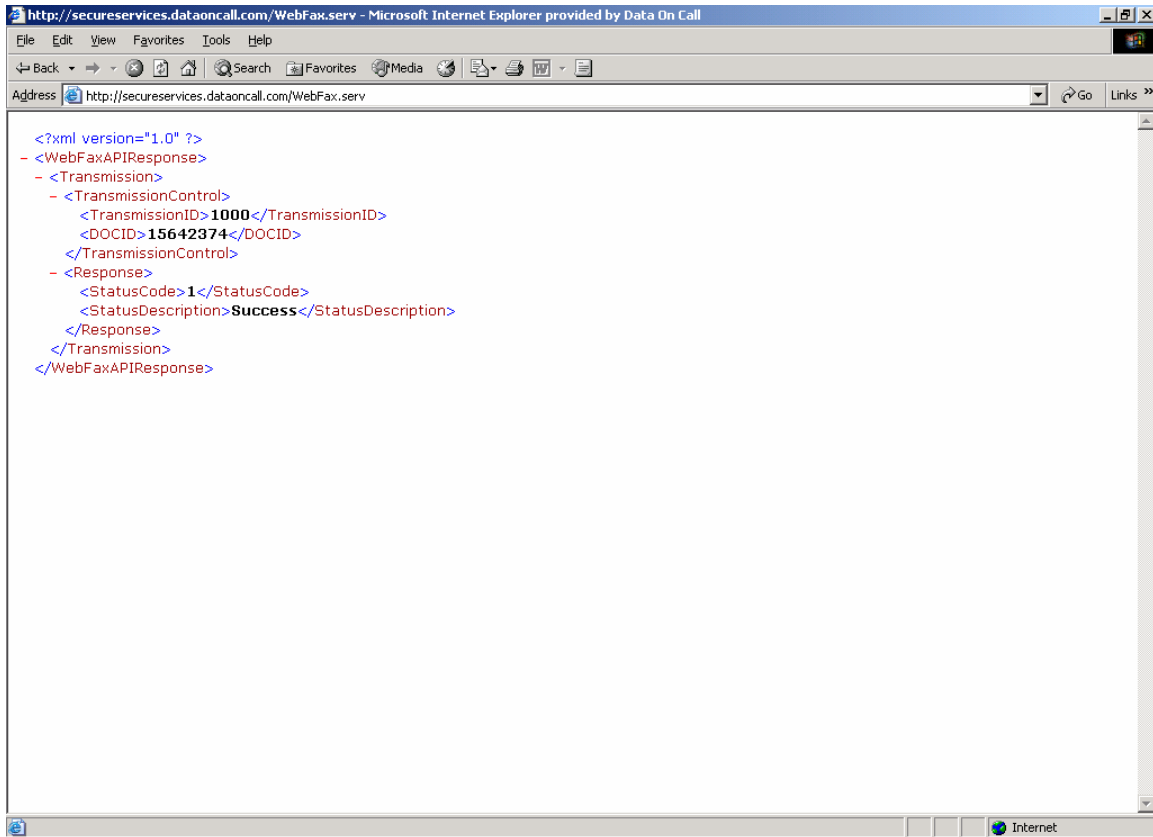 http://secureservices.dataoncall.com/WebFax.serv - Microsoft Internet Explorer provided by Data On Call
File Edit View Favorites Tools Help
Back Search Favorites Media
Address http://secureservices.dataoncall.com/WebFax.serv Go Links »
<?xml version="1.0" ?>
- <WebFaxAPIResponse>
- <Transmission>
- <TransmissionControl>
<TransmissionID>1000</TransmissionID>
<DOCID>15642374</DOCID>
</TransmissionControl>
- <Response>
<StatusCode>1</StatusCode>
<StatusDescription>Success</StatusDescription>
</Response>
</Transmission>
</WebFaxAPIResponse>
Internet